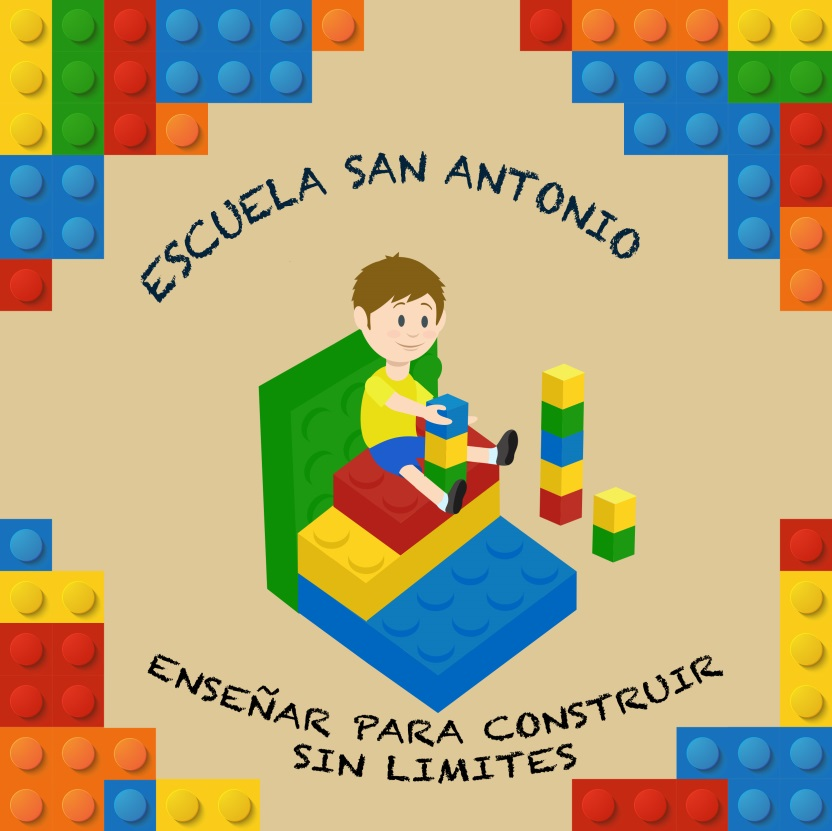 ESCUELA SAN ANTONIO
ENSEÑAR PARA CONSTRUIR
SIN LIMITES